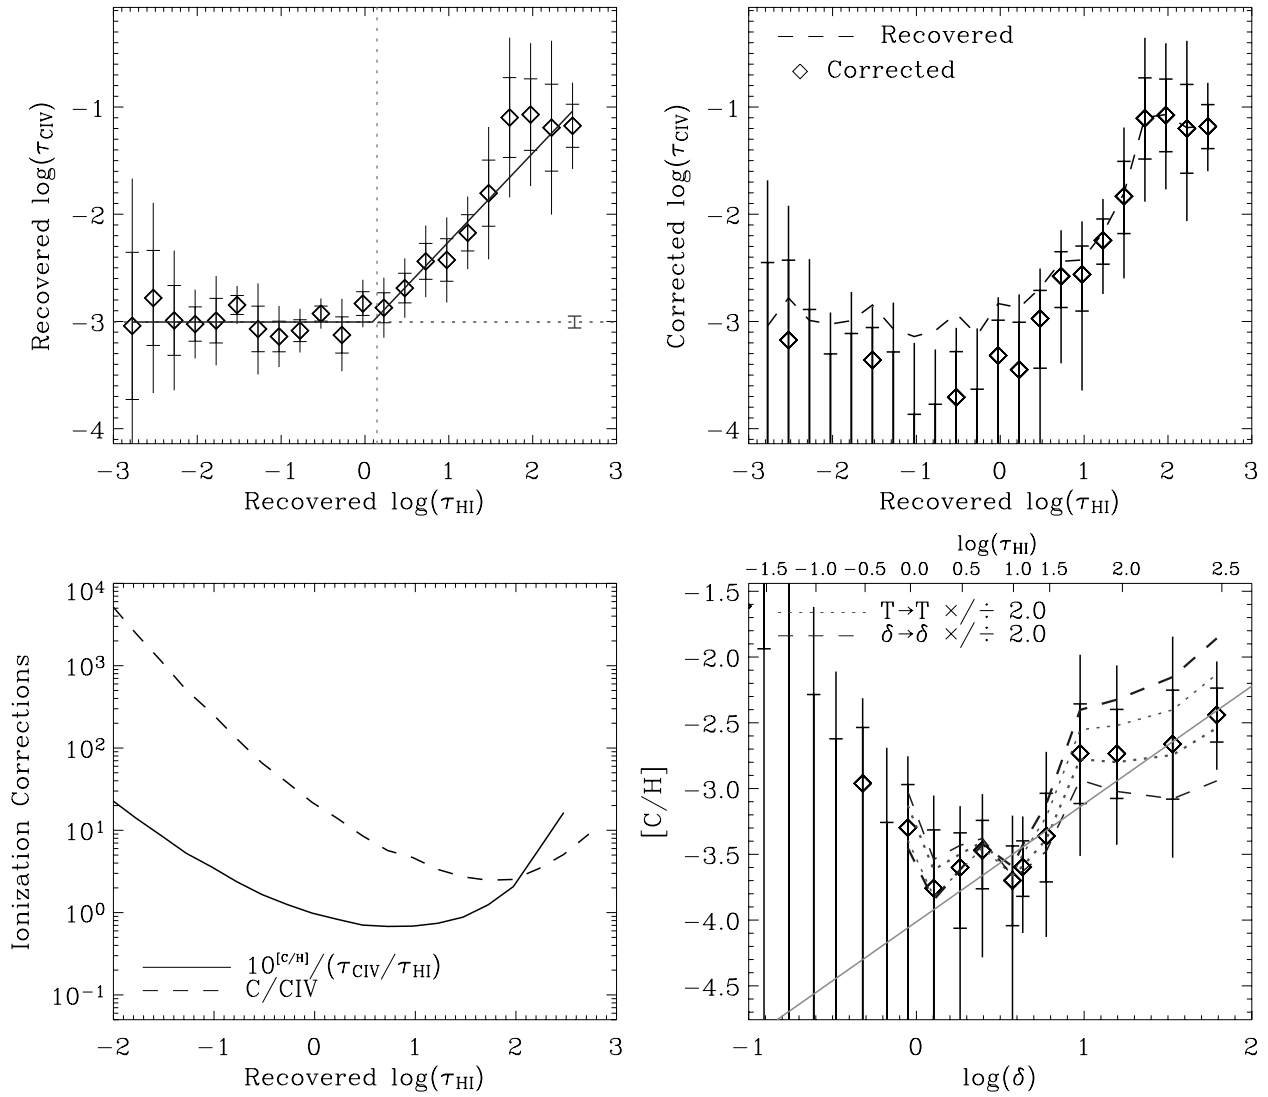 Recovered log(τCIV)
−1
−2
−3
−4
−3 −2 −1 0 1 2 3
Recovered log(τHI)
Corrected log(τCIV)
Recovered
Corrected
−1
−2
−3
−4
−3 −2 −1 0 1 2 3
Recovered log(τHI)
Ionization Corrections
10^4
10^3
10^2
10^1
10^0
10^−1
10^[C/H]/(τCIV/τHI)
C/CIV
−2 −1 0 1 2 3
Recovered log(τHI)
log(τHI)
−1.5 −1.0 −0.5 0.0 0.5 1.0 1.5 2.0 2.5
[C/H]
T→T ×/÷ 2.0
δ→δ ×/÷ 2.0
−1.5
−2.0
−2.5
−3.0
−3.5
−4.0
−4.5
−1 0 1 2
log(δ)